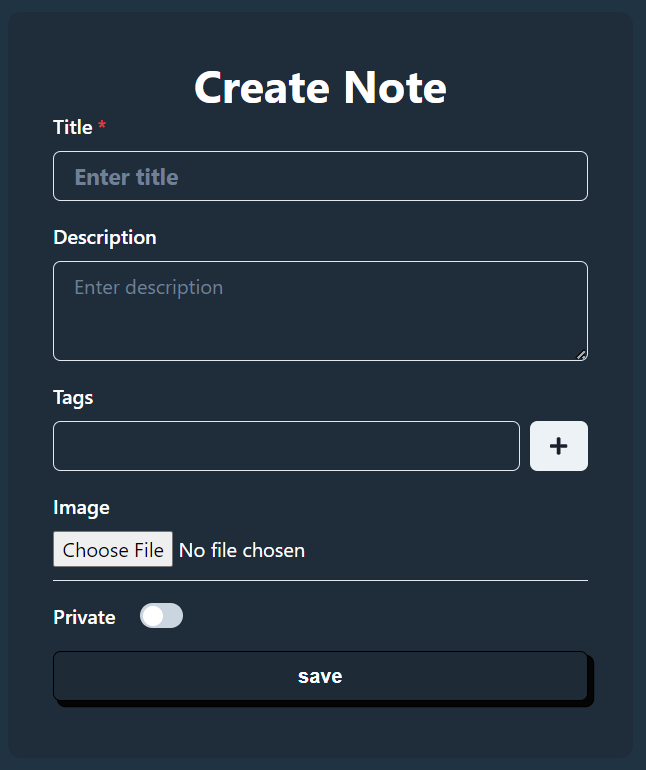 Create Note
Title *
Enter title
Description
Enter description
Tags
+
Image
Choose File No file chosen
Private
save